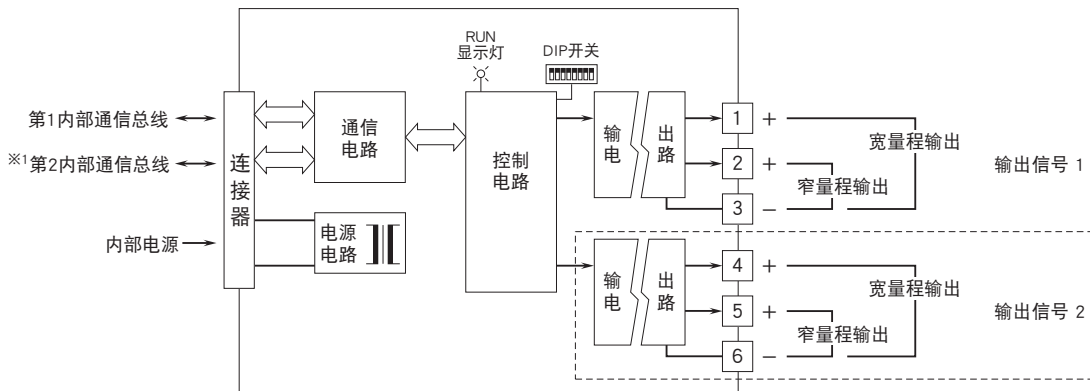 RUN
显示灯
DIP开关
第1内部通信总线
※1第2内部通信总线
内部电源
连接器
通信
电路
电源
电路
控制
电路
输出
电路
1 +
2 +
3 −
宽量程输出
窄量程输出
输出信号 1
输出
电路
4 +
5 +
6 −
宽量程输出
窄量程输出
输出信号 2